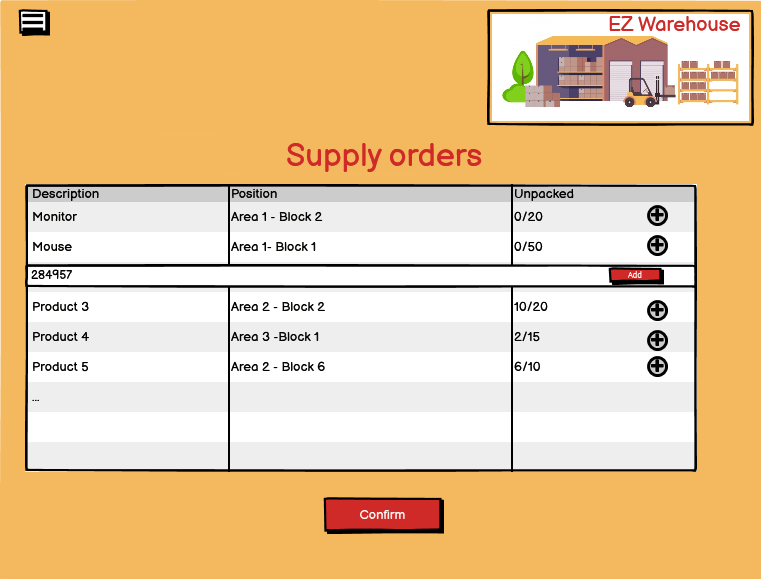 EZ Warehouse
Supply orders
Description Position Unpacked
Monitor Area 1 - Block 2 0/20
Mouse Area 1- Block 1 0/50
284957 Add
Product 3 Area 2 - Block 2 10/20
Product 4 Area 3 -Block 1 2/15
Product 5 Area 2 - Block 6 6/10
...
Confirm